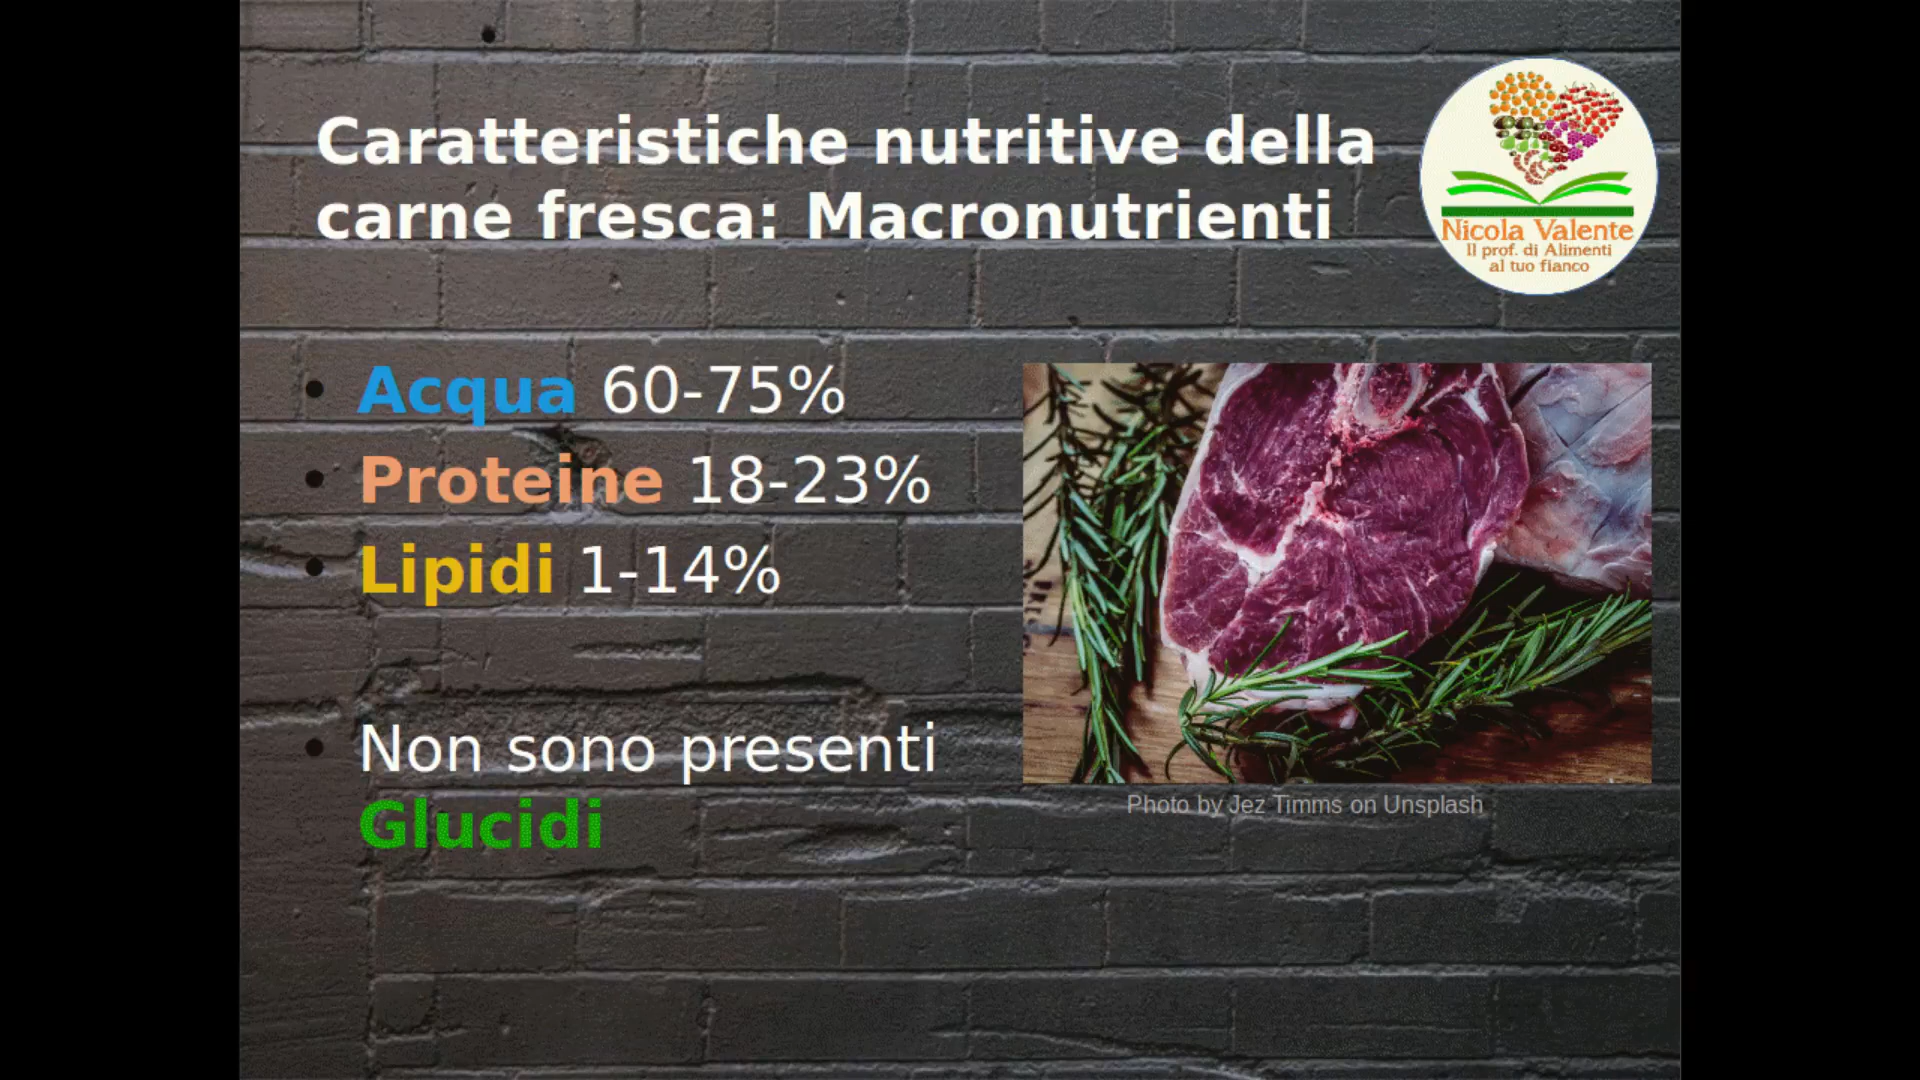 Caratteristiche nutritive della
carne fresca: Macronutrienti
Nicola Valente
Il prof. di Alimenti
al tuo fianco
• Acqua 60-75%
• Proteine 18-23%
• Lipidi 1-14%
• Non sono presenti
Glucidi
Photo by Jez Timms on Unsplash